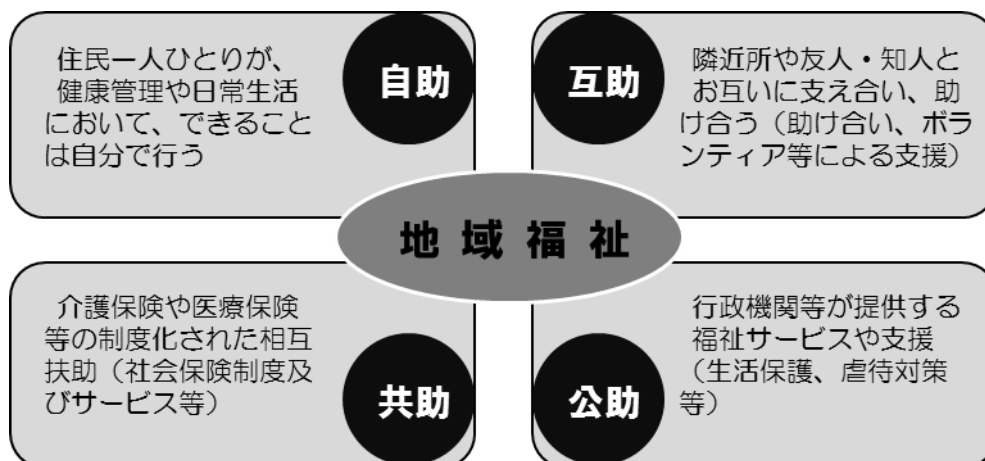 住民一人ひとりが、
健康管理や日常生活
において、できること
は自分で行う
自助
互助
隣近所や友人・知人と
お互いに支え合い、助
け合う（助け合い、ボラ
ンティア等による支援）
地域福祉
介護保険や医療保険
等の制度化された相互
扶助（社会保険制度及
びサービス等）
共助
公助
行政機関等が提供する
福祉サービスや支援
（生活保護、虐待対策
等）